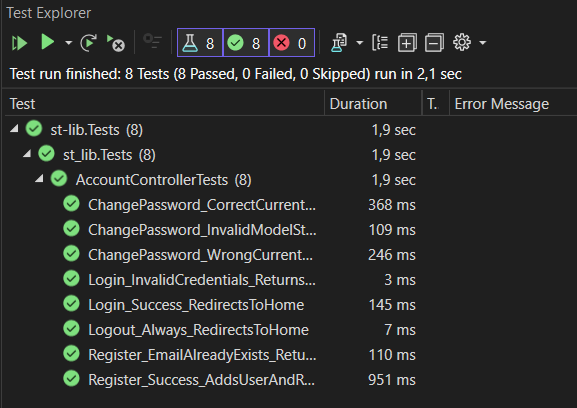 Test Explorer
8 8 0
Test run finished: 8 Tests (8 Passed, 0 Failed, 0 Skipped) run in 2,1 sec
Test Duration T. Error Message
st-lib.Tests (8) 1,9 sec
st_lib.Tests (8) 1,9 sec
AccountControllerTests (8) 1,9 sec
ChangePassword_CorrectCurrent... 368 ms
ChangePassword_InvalidModelSt... 109 ms
ChangePassword_WrongCurrent... 246 ms
Login_InvalidCredentials_Returns... 3 ms
Login_Success_RedirectsToHome 145 ms
Logout_Always_RedirectsToHome 7 ms
Register_EmailAlreadyExists_Retu... 110 ms
Register_Success_AddsUserAndR... 951 ms